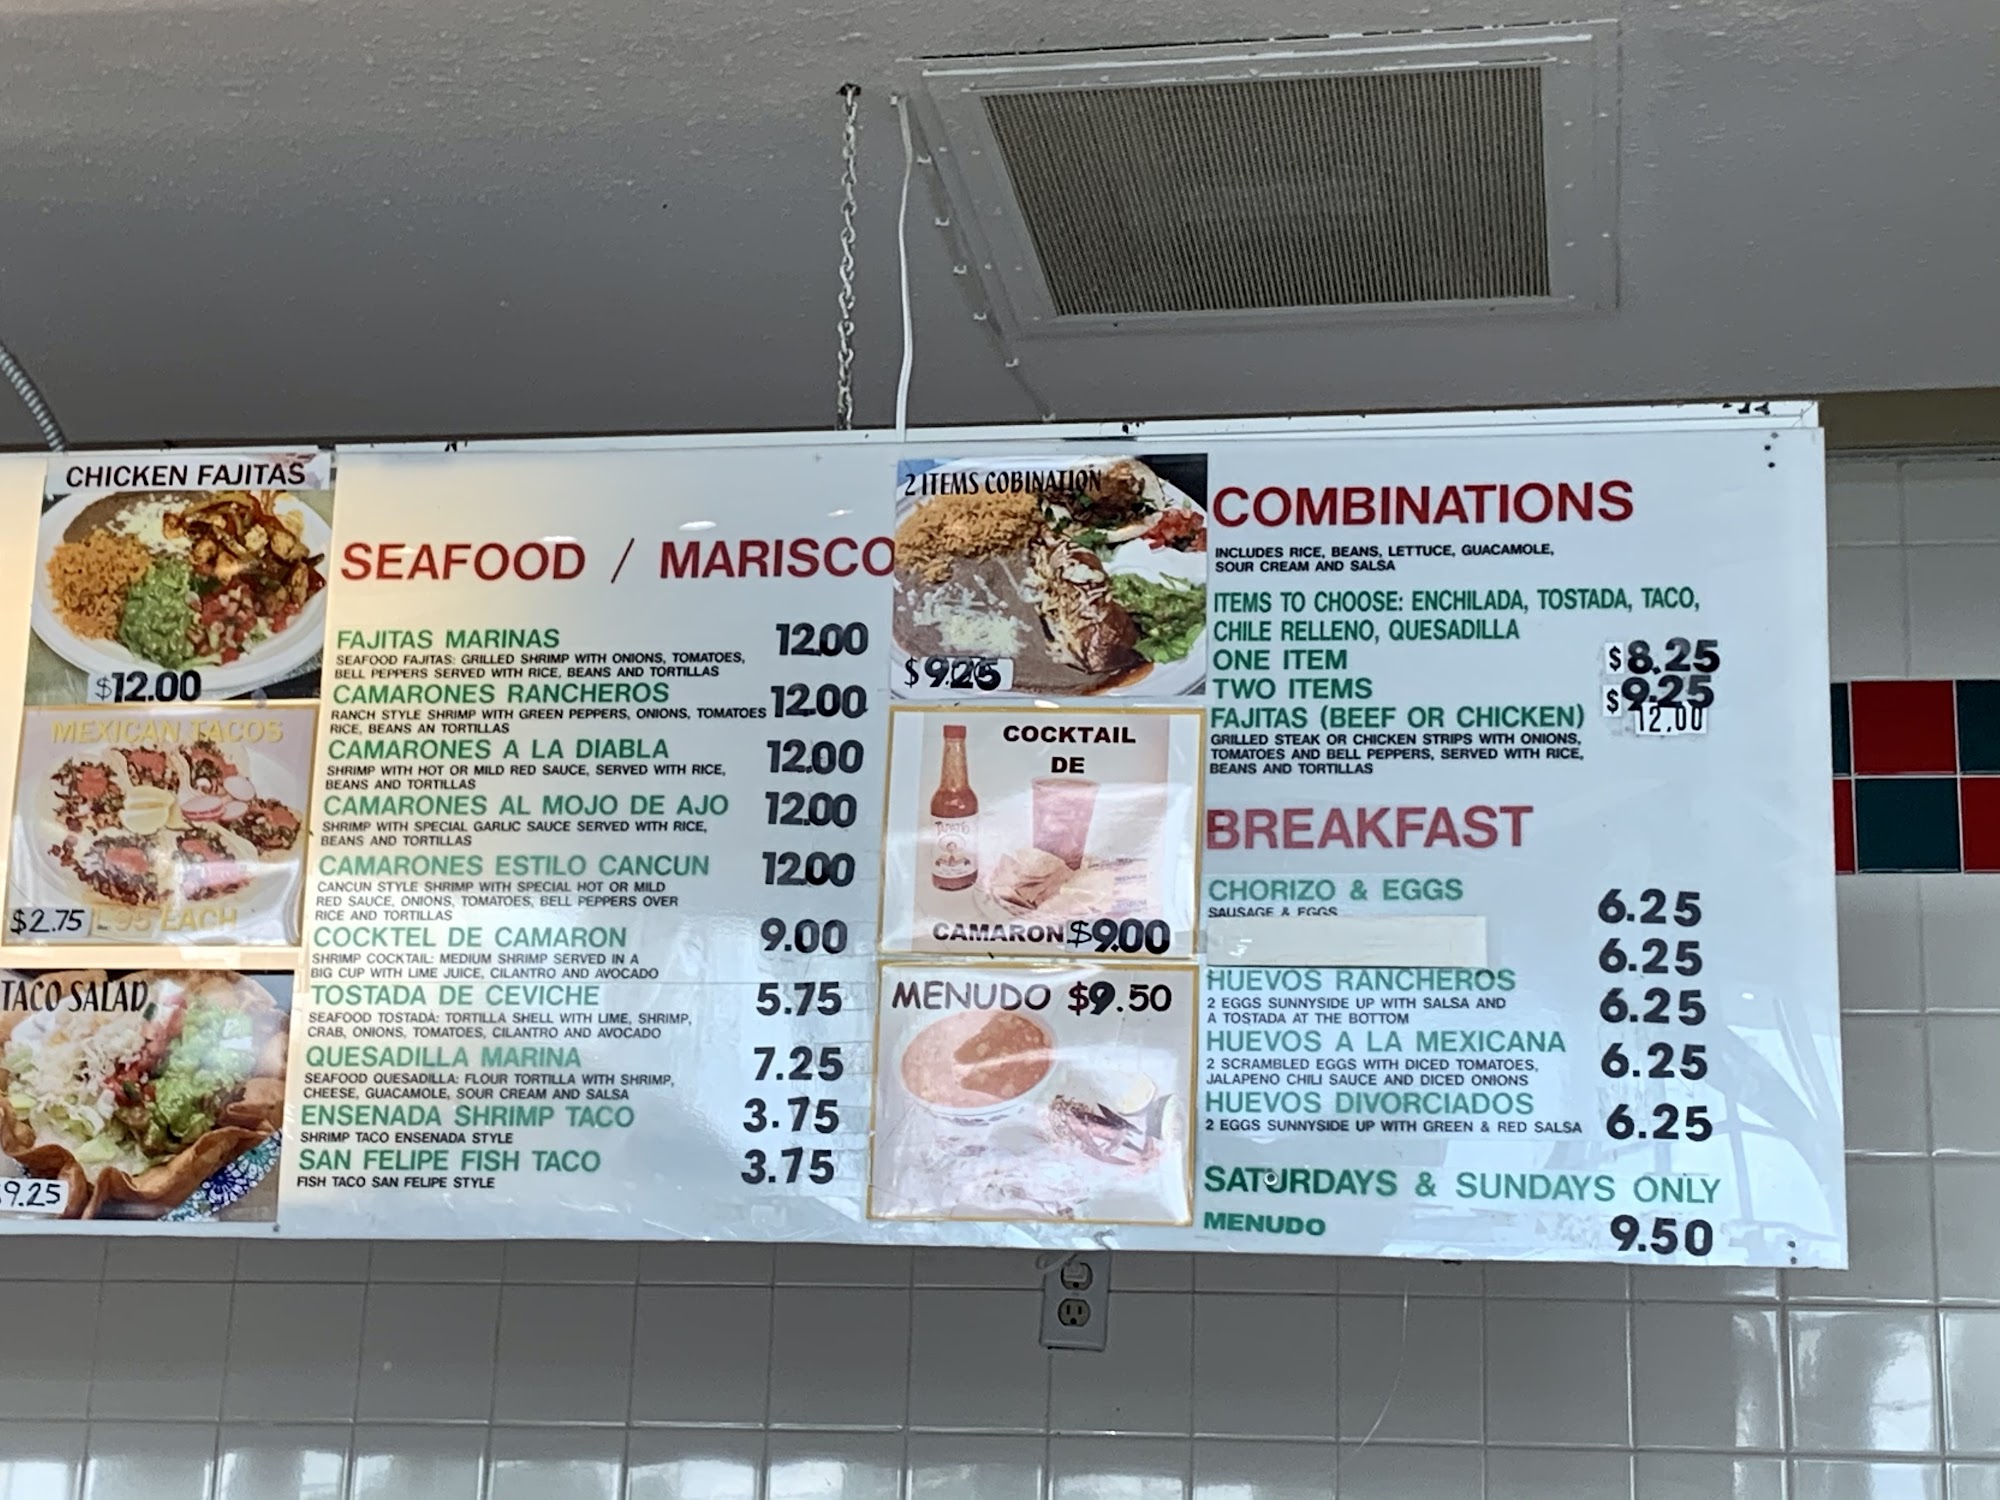 CHICKEN FAJITAS
$12.00
MEXICAN TACOS
$2.75 EACH
TACO SALAD
9.25
SEAFOOD / MARISCO
FAJITAS MARINAS 12.00
SEAFOOD FAJITAS: GRILLED SHRIMP WITH ONIONS, TOMATOES,
BELL PEPPERS SERVED WITH RICE, BEANS AND TORTILLAS
CAMARONES RANCHEROS 12.00
RANCH STYLE SHRIMP WITH GREEN PEPPERS, ONIONS, TOMATOES
RICE, BEANS AN TORTILLAS
CAMARONES A LA DIABLA 12.00
SHRIMP WITH HOT OR MILD RED SAUCE, SERVED WITH RICE,
BEANS AND TORTILLAS
CAMARONES AL MOJO DE AJO 12.00
SHRIMP WITH SPECIAL GARLIC SAUCE SERVED WITH RICE,
BEANS AND TORTILLAS
CAMARONES ESTILO CANCUN 12.00
CANCUN STYLE SHRIMP WITH SPECIAL HOT OR MILD
RED SAUCE, ONIONS, TOMATOES, BELL PEPPERS OVER
RICE AND TORTILLAS
COCKTEL DE CAMARON 9.00
SHRIMP COCKTAIL: MEDIUM SHRIMP SERVED IN A
BIG CUP WITH LIME JUICE, CILANTRO AND AVOCADO
TOSTADA DE CEVICHE 5.75
SEAFOOD TOSTADA: TORTILLA SHELL WITH LIME, SHRIMP,
CRAB, ONIONS, TOMATOES, CILANTRO AND AVOCADO
QUESADILLA MARINA 7.25
SEAFOOD QUESADILLA: FLOUR TORTILLA WITH SHRIMP,
CHEESE, GUACAMOLE, SOUR CREAM AND SALSA
ENSENADA SHRIMP TACO 3.75
SHRIMP TACO ENSENADA STYLE
SAN FELIPE FISH TACO 3.75
FISH TACO SAN FELIPE STYLE
2 ITEMS COBINATION
$9.25
COCKTAIL
DE
TAPATIO
CAMARON $9.00
MENUDO $9.50
COMBINATIONS
INCLUDES RICE, BEANS, LETTUCE, GUACAMOLE,
SOUR CREAM AND SALSA
ITEMS TO CHOOSE: ENCHILADA, TOSTADA, TACO,
CHILE RELLENO, QUESADILLA
ONE ITEM $8.25
TWO ITEMS $9.25
FAJITAS (BEEF OR CHICKEN) 12.00
GRILLED STEAK OR CHICKEN STRIPS WITH ONIONS,
TOMATOES AND BELL PEPPERS, SERVED WITH RICE,
BEANS AND TORTILLAS
BREAKFAST
CHORIZO & EGGS 6.25
SAUSAGE & EGGS
6.25
HUEVOS RANCHEROS 6.25
2 EGGS SUNNYSIDE UP WITH SALSA AND
A TOSTADA AT THE BOTTOM
HUEVOS A LA MEXICANA 6.25
2 SCRAMBLED EGGS WITH DICED TOMATOES,
JALAPENO CHILI SAUCE AND DICED ONIONS
HUEVOS DIVORCIADOS 6.25
2 EGGS SUNNYSIDE UP WITH GREEN & RED SALSA
SATURDAYS & SUNDAYS ONLY
MENUDO 9.50